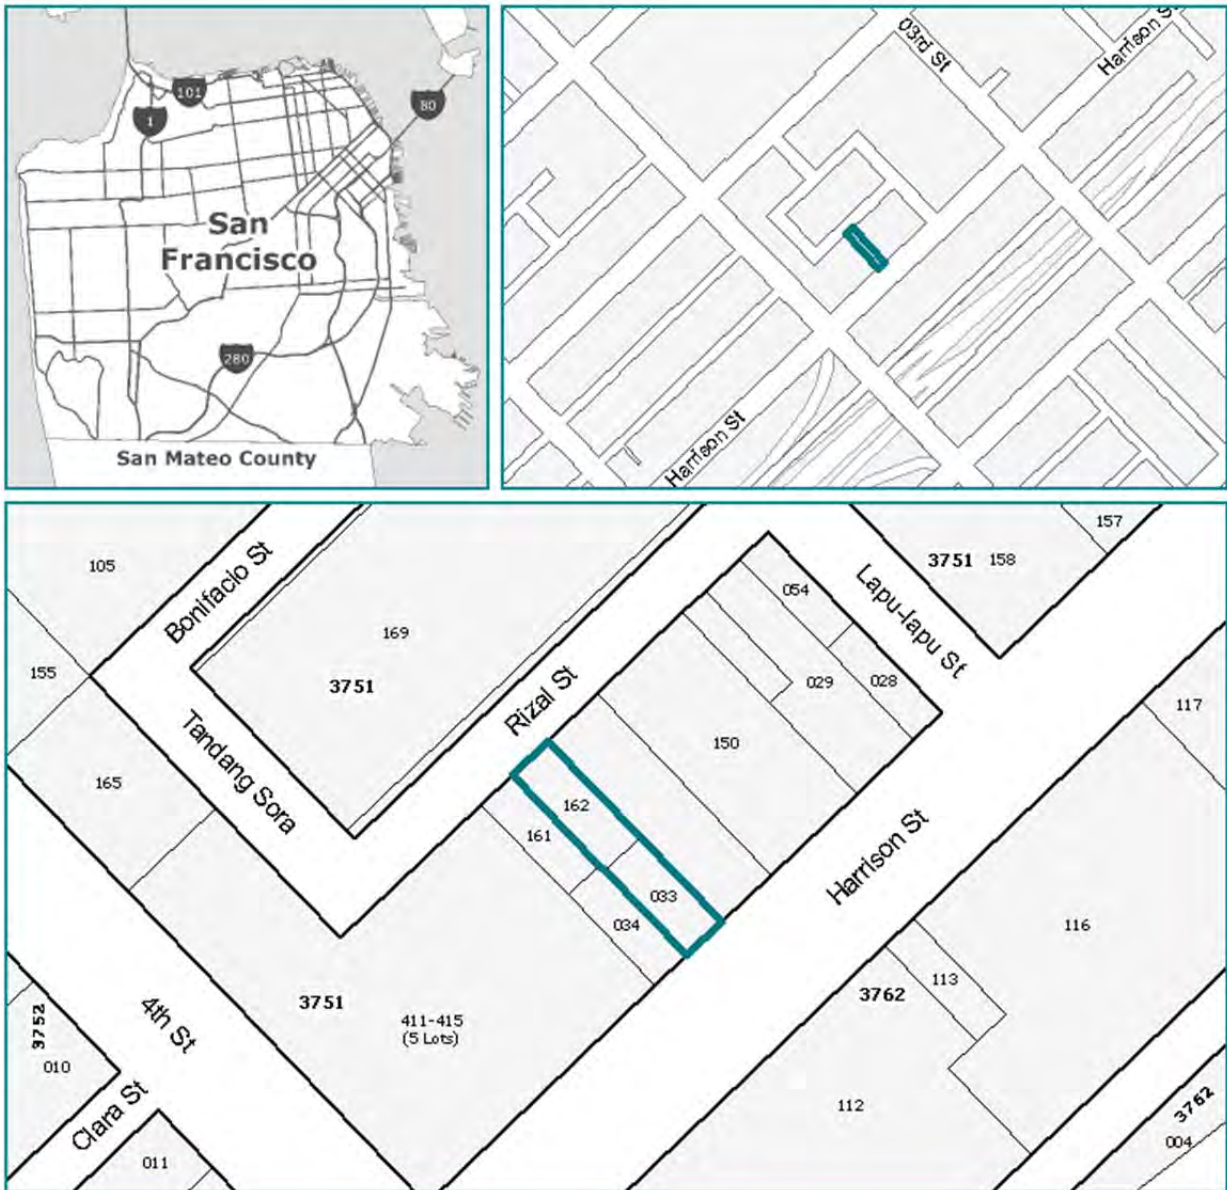 101
1
80
San
Francisco
280
San Mateo County
03rd St
Harrison St
Harrison St
157
105
Bonifacio St
3751
158
054
Lapu-lapu St
169
155
3751
Rizal St
029
028
117
150
165
Tandang Sora
162
161
Harrison St
033
034
116
113
3762
3751
411-415
(5 Lots)
4th St
3752
010
Clara St
112
3762
004
011